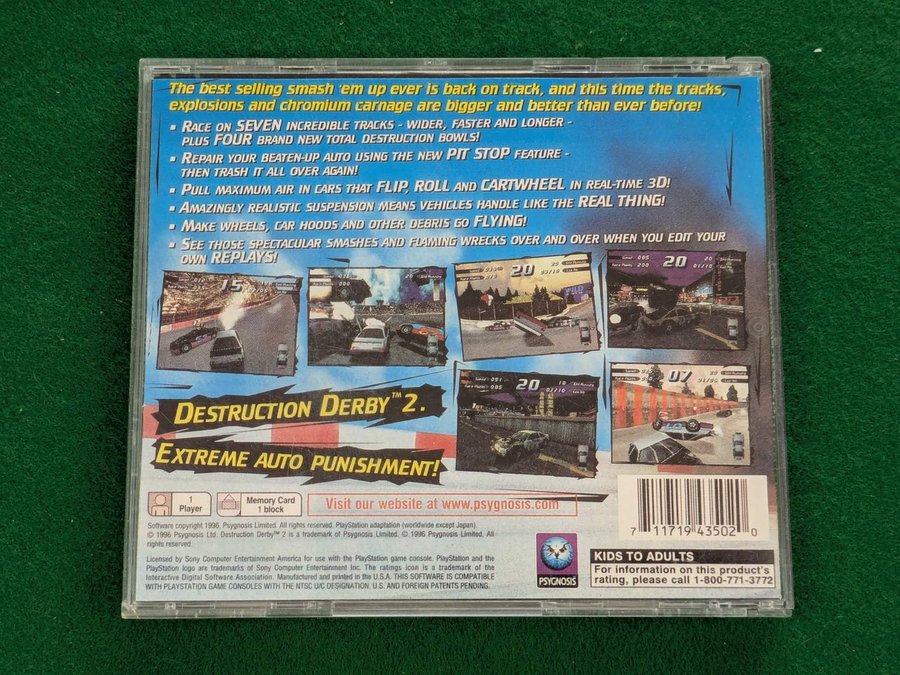 The best selling smash 'em up ever is back on track, and this time the tracks,
explosions and chromium carnage are bigger and better than ever before!
▪ RACE ON SEVEN INCREDIBLE TRACKS - WIDER, FASTER AND LONGER -
PLUS FOUR BRAND NEW TOTAL DESTRUCTION BOWLS!
▪ REPAIR YOUR BEATEN-UP AUTO USING THE NEW PIT STOP FEATURE -
THEN TRASH IT ALL OVER AGAIN!
▪ PULL MAXIMUM AIR IN CARS THAT FLIP, ROLL AND CARTWHEEL IN REAL-TIME 3D!
▪ AMAZINGLY REALISTIC SUSPENSION MEANS VEHICLES HANDLE LIKE THE REAL THING!
▪ MAKE WHEELS, CAR HOODS AND OTHER DEBRIS GO FLYING!
▪ SEE THOSE SPECTACULAR SMASHES AND FLAMING WRECKS OVER AND OVER WHEN YOU EDIT YOUR
OWN REPLAYS!
15
20
20
20
07
DESTRUCTION DERBY™ 2.
EXTREME AUTO PUNISHMENT!
1
Player
Memory Card
1 block
Visit our website at www.psygnosis.com
Software copyright 1996, Psygnosis Limited. All rights reserved. PlayStation adaptation (worldwide except Japan).
© 1996 Psygnosis Ltd. Destruction Derby™ 2 is a trademark of Psygnosis Limited. © 1996 Psygnosis Limited. All
rights reserved.
Licensed by Sony Computer Entertainment America for use with the PlayStation game console. PlayStation and the
PlayStation logo are trademarks of Sony Computer Entertainment Inc. The ratings icon is a trademark of the
Interactive Digital Software Association. Manufactured and printed in the U.S.A. THIS SOFTWARE IS COMPATIBLE
WITH PLAYSTATION GAME CONSOLES WITH THE NTSC U/C DESIGNATION. U.S. AND FOREIGN PATENTS PENDING.
PSYGNOSIS
7 11719 43502 0
KIDS TO ADULTS
For information on this product's
rating, please call 1-800-771-3772